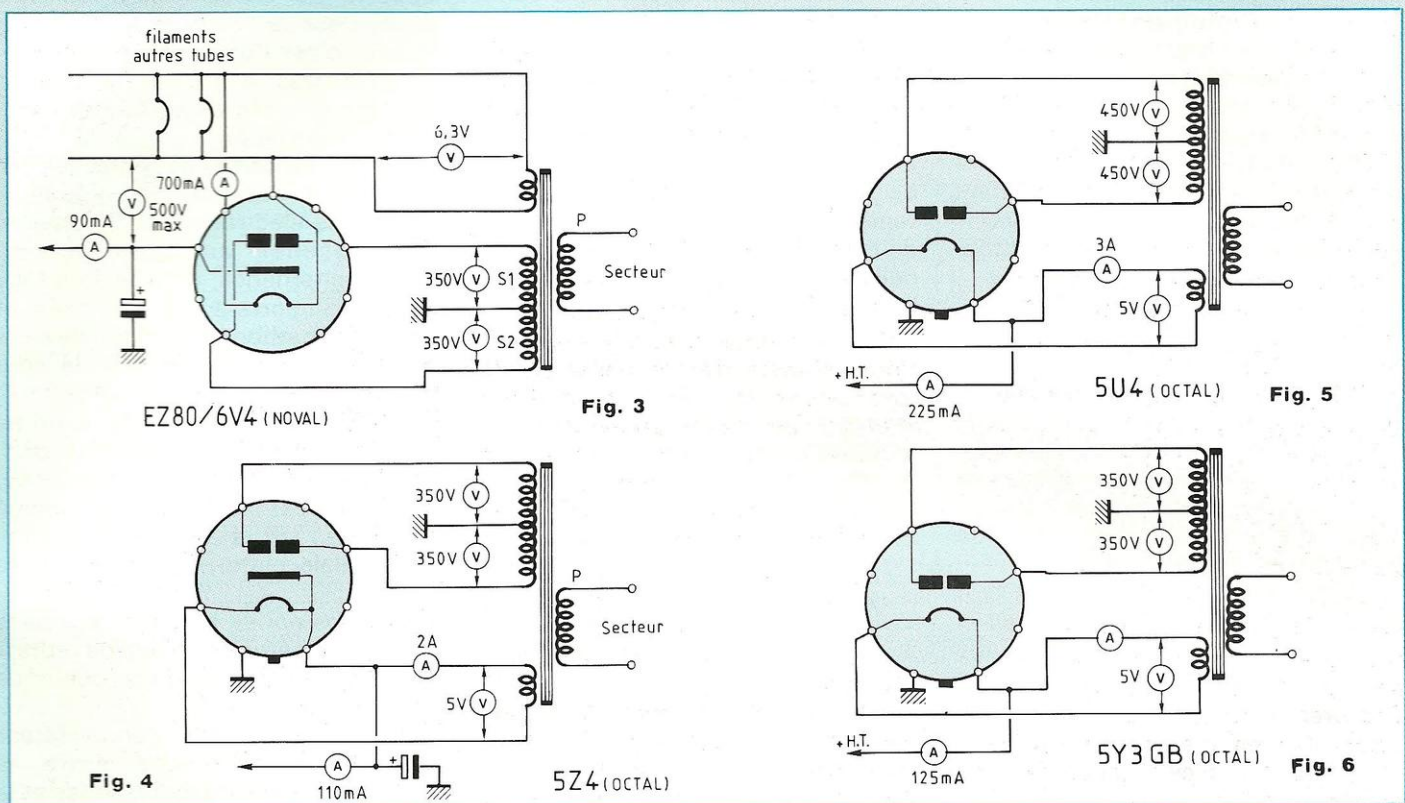 filaments
autres tubes
6,3V
V
700mA
A
V
500V
max
90mA
A
+
350V
V
S1
350V
V
S2
P
Secteur
EZ80/6V4 (NOVAL)
Fig. 3
450V
V
450V
V
3A
A
5V
V
+ H.T.
A
225mA
5U4 (OCTAL)
Fig. 5
350V
V
350V
V
P
Secteur
2A
A
5V
V
A
110mA
+
5Z4 (OCTAL)
Fig. 4
350V
V
350V
V
A
5V
V
+ H.T.
A
125mA
5Y3 GB (OCTAL)
Fig. 6